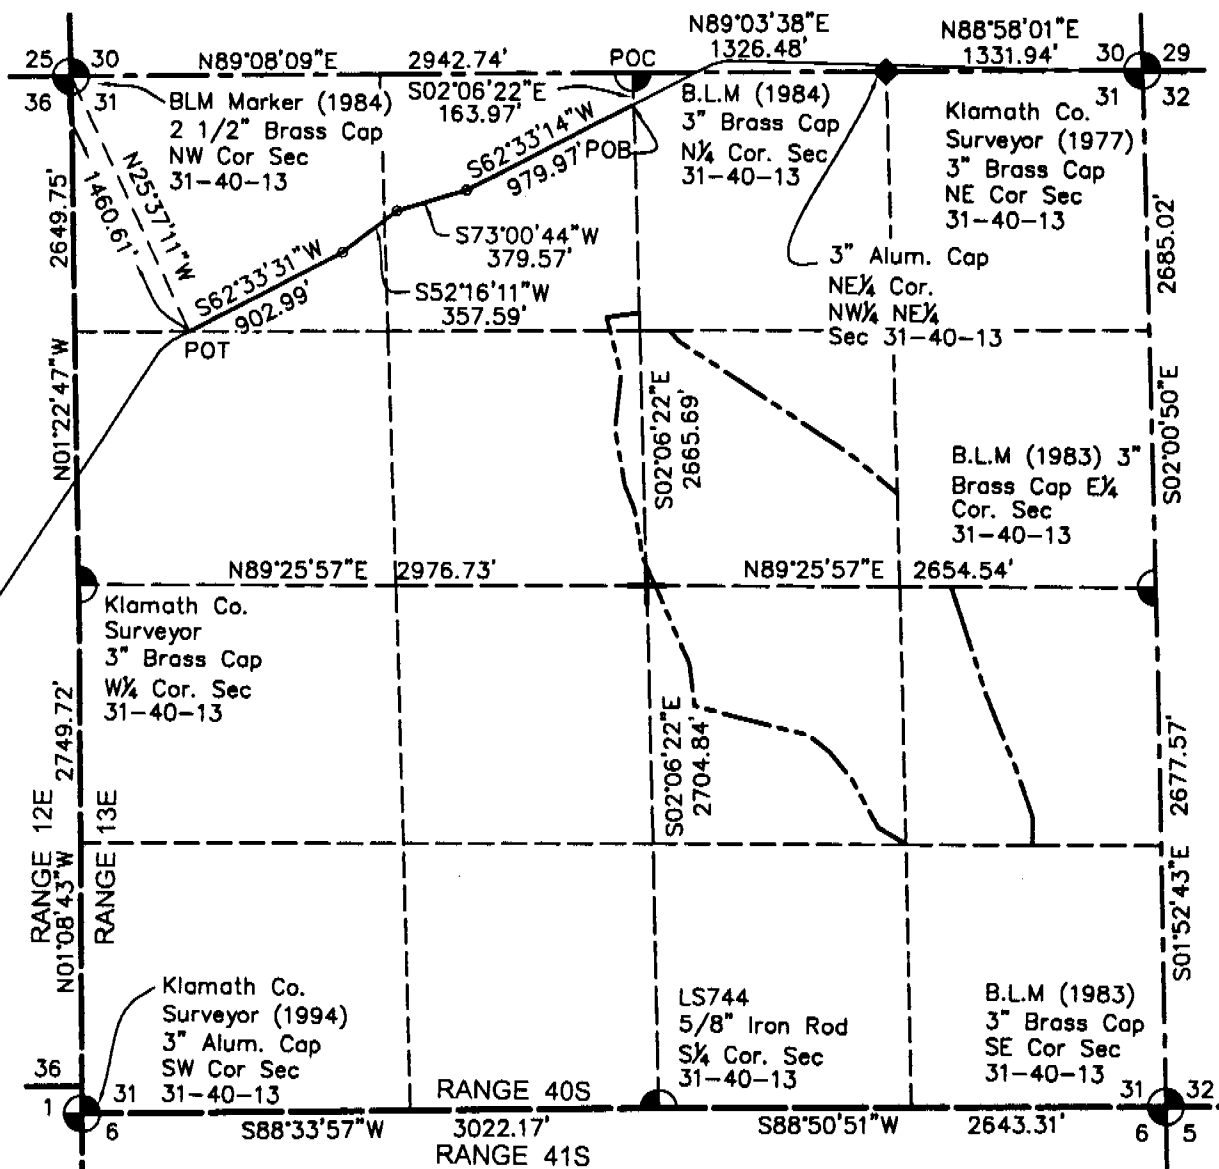 N89°03'38"E
1326.48'
N88°58'01"E
1331.94'
25
30
N89°08'09"E
2942.74'
POC
30
29
36
31
31
32
BLM Marker (1984)
2 1/2" Brass Cap
NW Cor Sec
31-40-13
S02°06'22"E
163.97'
B.L.M (1984)
3" Brass Cap
N¼ Cor. Sec
31-40-13
Klamath Co.
Surveyor (1977)
3" Brass Cap
NE Cor Sec
31-40-13
S62°33'14"W
979.97'
POB
N25°37'11"W
1460.61'
2649.75'
2685.02'
S73°00'44"W
379.57'
3" Alum. Cap
NE¼ Cor.
NW¼ NE¼
Sec 31-40-13
S62°33'31"W
902.99'
S52°16'11"W
357.59'
POT
N01°22'47"W
S02°06'22"E
2665.69'
S02°00'50"E
B.L.M (1983) 3"
Brass Cap E¼
Cor. Sec
31-40-13
N89°25'57"E
2976.73'
N89°25'57"E
2654.54'
Klamath Co.
Surveyor
3" Brass Cap
W¼ Cor. Sec
31-40-13
2749.72'
S02°06'22"E
2704.84'
2677.57'
RANGE 12E
RANGE 13E
N01°08'43"W
S01°52'43"E
Klamath Co.
Surveyor (1994)
3" Alum. Cap
SW Cor Sec
31-40-13
LS744
5/8" Iron Rod
S¼ Cor. Sec
31-40-13
B.L.M (1983)
3" Brass Cap
SE Cor Sec
31-40-13
36
31
RANGE 40S
31
32
1
6
S88°33'57"W
3022.17'
S88°50'51"W
2643.31'
6
5
RANGE 41S